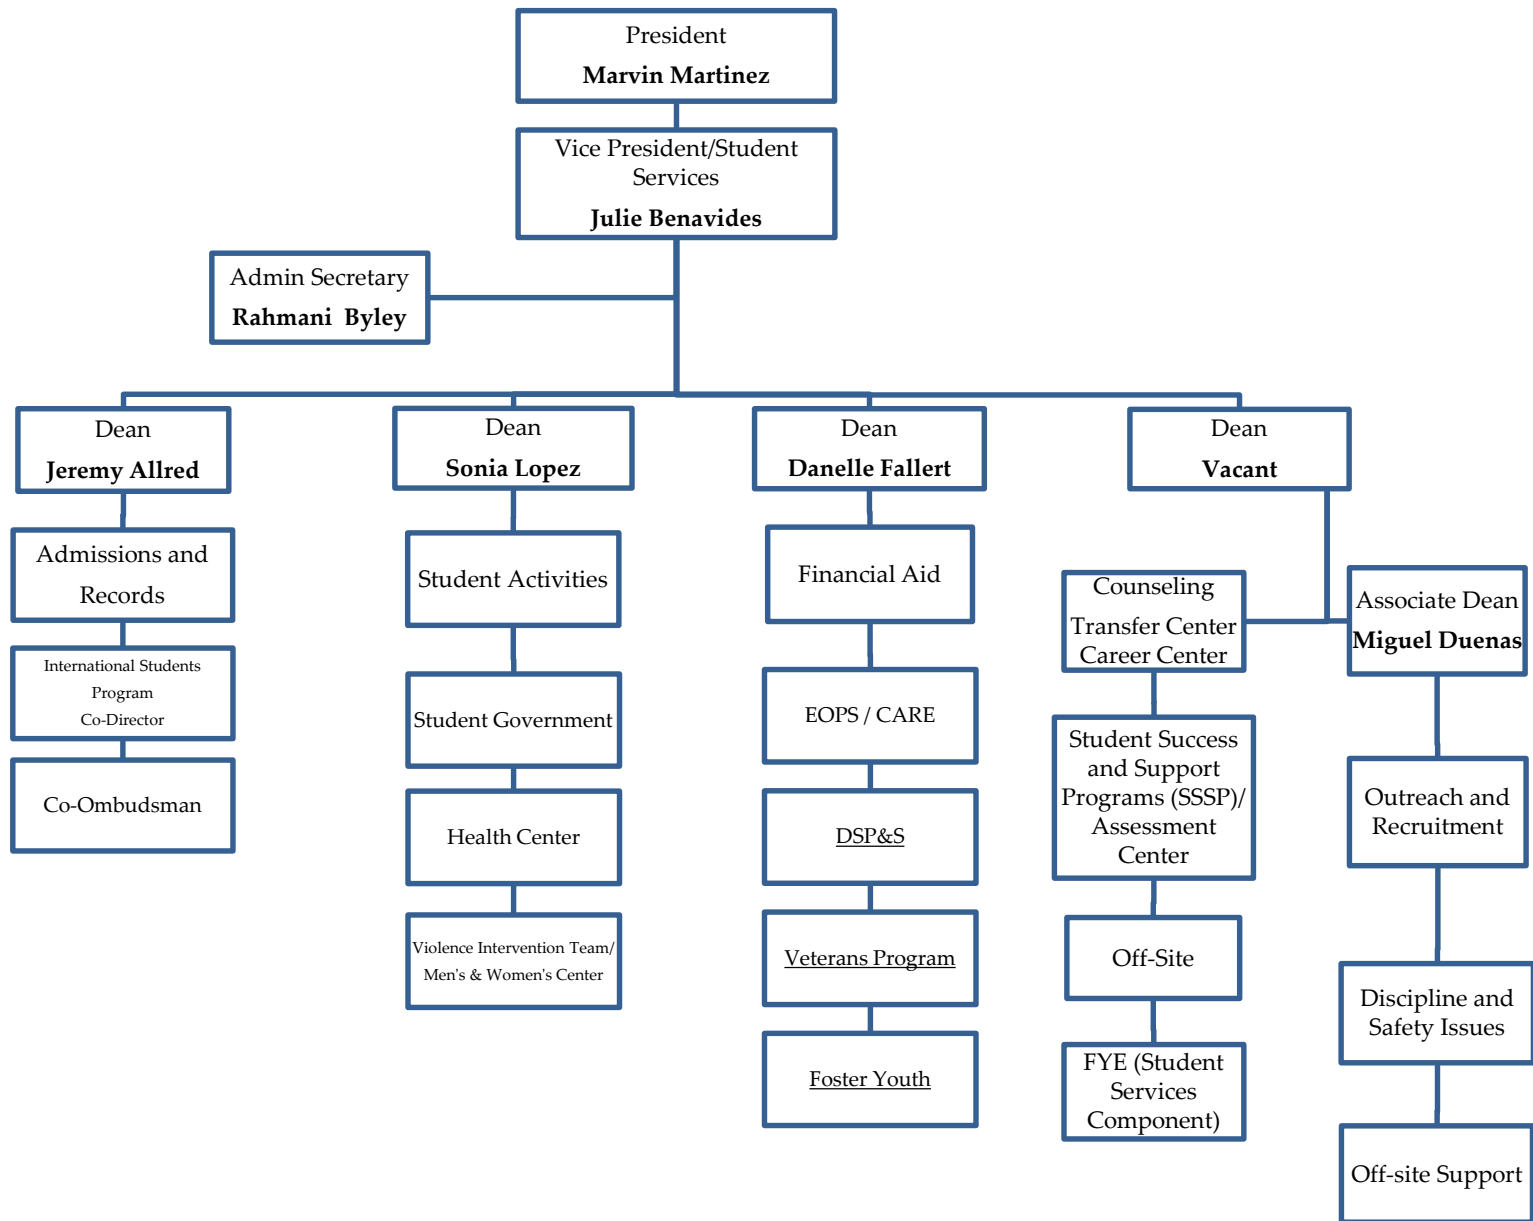 President
Marvin Martinez
Vice President/Student
Services
Julie Benavides
Admin Secretary
Rahmani  Byley
Dean
Jeremy Allred
Admissions and
Records
International Students
Program
Co-Director
Co-Ombudsman
Dean
Sonia Lopez
Student Activities
Student Government
Health Center
Violence Intervention Team/
Men's & Women's Center
Dean
Danelle Fallert
Financial Aid
EOPS / CARE
DSP&S
Veterans Program
Foster Youth
Dean
Vacant
Counseling
Transfer Center
Career Center
Student Success
and Support
Programs (SSSP)/
Assessment
Center
Off-Site
FYE (Student
Services
Component)
Associate Dean
Miguel Duenas
Outreach and
Recruitment
Discipline and
Safety Issues
Off-site Support